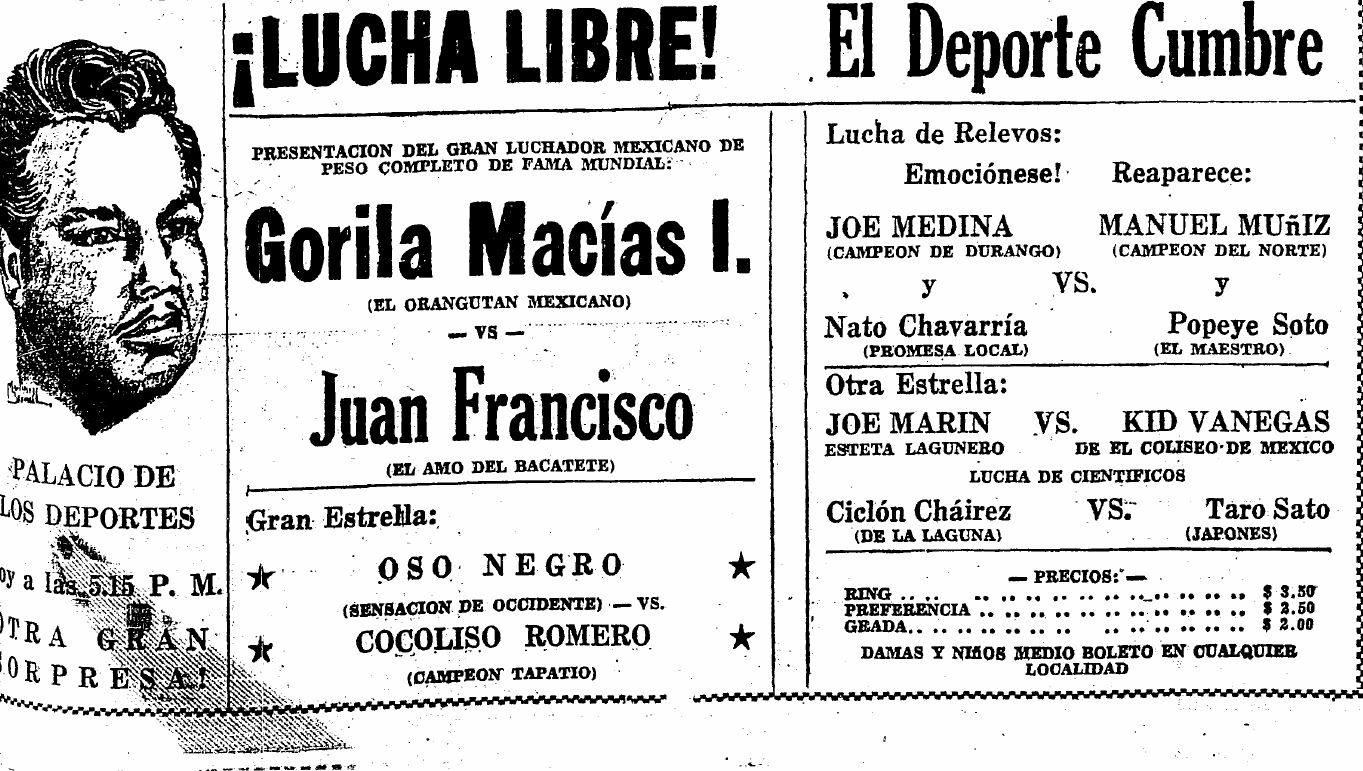 ¡LUCHA LIBRE! El Deporte Cumbre
PALACIO DE
LOS DEPORTES
a las 5.15 P. M.
OTRA GRAN
SORPRESA!
PRESENTACION DEL GRAN LUCHADOR MEXICANO DE
PESO COMPLETO DE FAMA MUNDIAL:
Gorila Macías I.
(EL ORANGUTAN MEXICANO)
— VS —
Juan Francisco
(EL AMO DEL BACATETE)
Gran Estrella:
★ OSO NEGRO ★
(SENSACION DE OCCIDENTE) — VS.
★ COCOLISO ROMERO ★
(CAMPEON TAPATIO)
Lucha de Relevos:
Emociónese! Reaparece:
JOE MEDINA MANUEL MUñIZ
(CAMPEON DE DURANGO) (CAMPEON DEL NORTE)
y VS. y
Nato Chavarría Popeye Soto
(PROMESA LOCAL) (EL MAESTRO)
Otra Estrella:
JOE MARIN VS. KID VANEGAS
ESTETA LAGUNERO DE EL COLISEO DE MEXICO
LUCHA DE CIENTIFICOS
Ciclón Cháirez VS. Taro Sato
(DE LA LAGUNA) (JAPONES)
— PRECIOS: —
RING .. .. .. .. .. .. .. .. .. .. .. .. .. $ 3.50
PREFERENCIA .. .. .. .. .. .. .. .. .. .. .. $ 2.50
GRADA.. .. .. .. .. .. .. .. .. .. .. .. .. $ 2.00
DAMAS Y NIÑOS MEDIO BOLETO EN CUALQUIER
LOCALIDAD